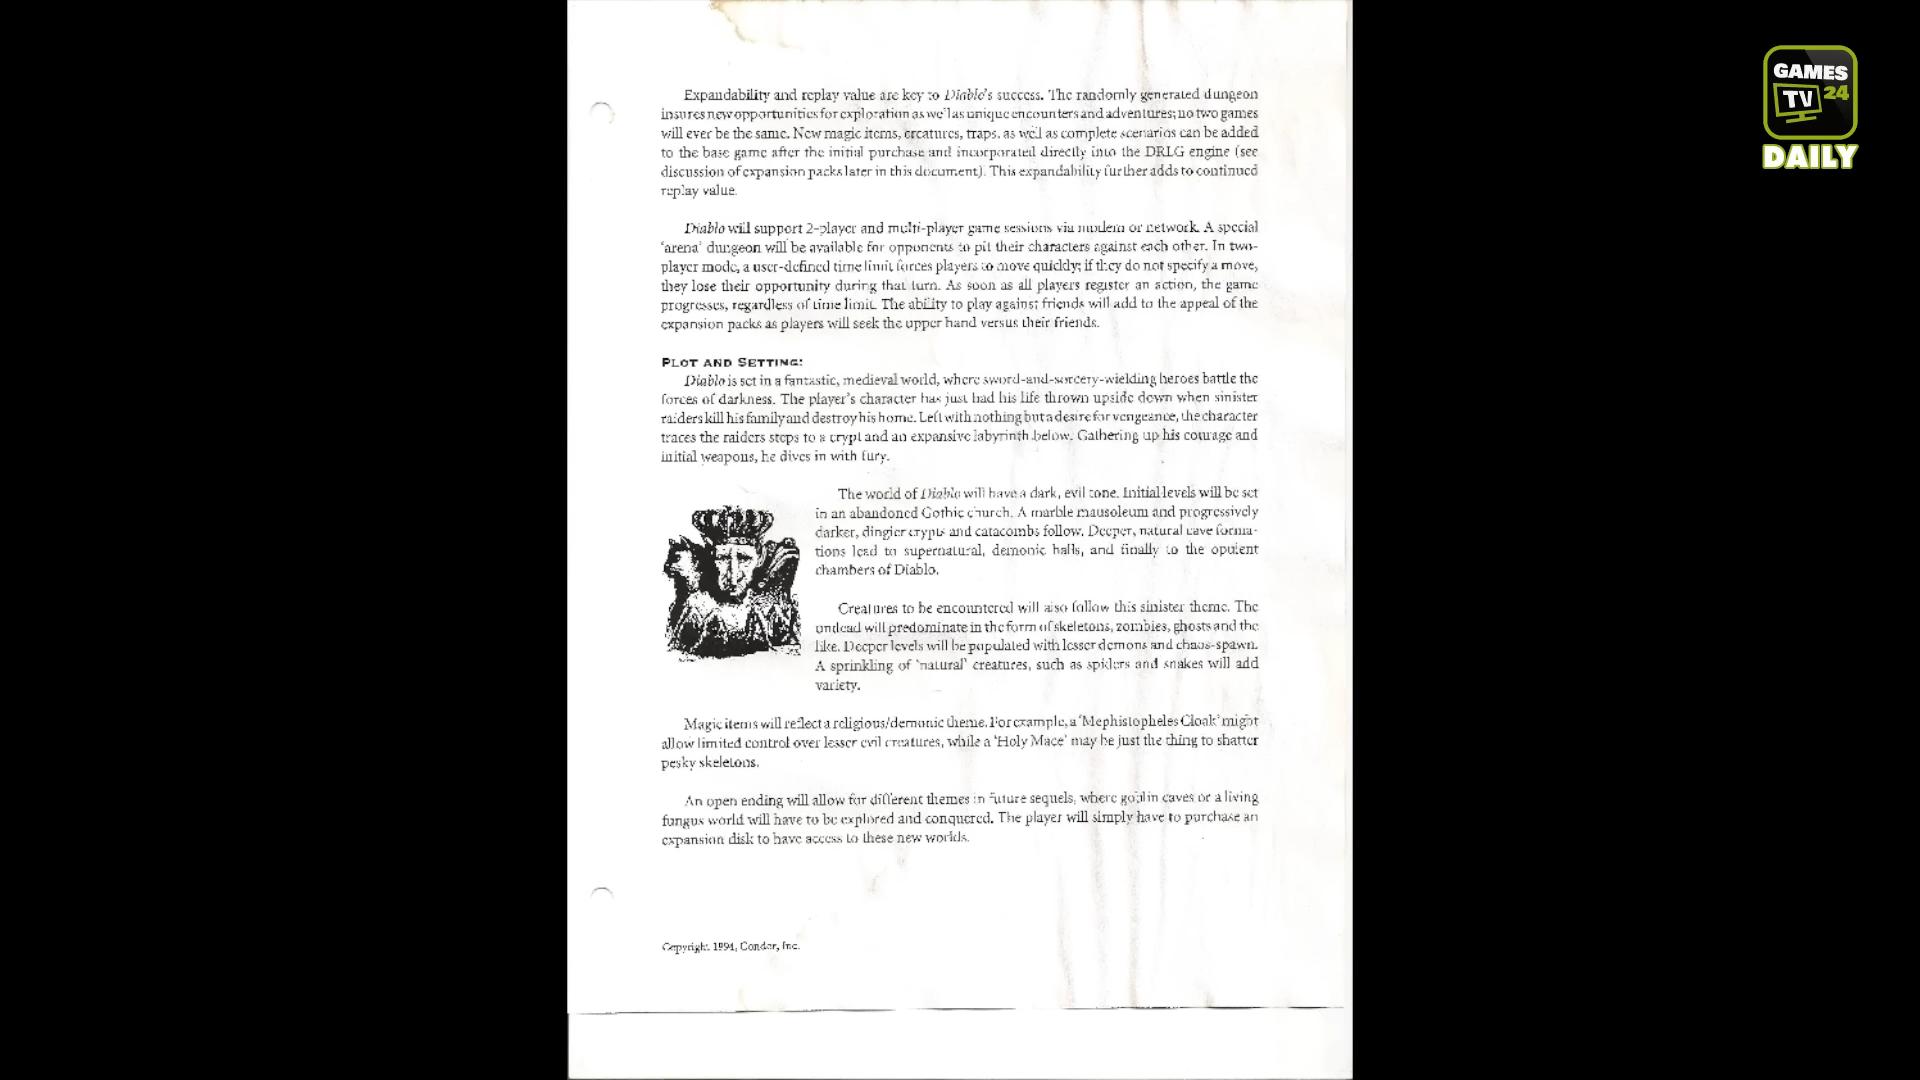 Expandability and replay value are key to Diablo's success. The randomly generated dungeon
insures new opportunities for exploration as well as unique encounters and adventures; no two games
will ever be the same. New magic items, creatures, traps, as well as complete scenarios can be added
to the base game after the initial purchase and incorporated directly into the DRLG engine (see
discussion of expansion packs later in this document). This expandability further adds to continued
replay value.
Diablo will support 2-player and multi-player game sessions via modem or network. A special
'arena' dungeon will be available for opponents to pit their characters against each other. In two-
player mode, a user-defined time limit forces players to move quickly; if they do not specify a move,
they lose their opportunity during that turn. As soon as all players register an action, the game
progresses, regardless of time limit. The ability to play against friends will add to the appeal of the
expansion packs as players will seek the upper hand versus their friends.
PLOT AND SETTING:
Diablo is set in a fantastic, medieval world, where sword-and-sorcery-wielding heroes battle the
forces of darkness. The player's character has just had his life thrown upside down when sinister
raiders kill his family and destroy his home. Left with nothing but a desire for vengeance, the character
traces the raiders steps to a crypt and an expansive labyrinth below. Gathering up his courage and
initial weapons, he dives in with fury.
The world of Diablo will have a dark, evil tone. Initial levels will be set
in an abandoned Gothic church. A marble mausoleum and progressively
darker, dingier crypts and catacombs follow. Deeper, natural cave forma-
tions lead to supernatural, demonic halls, and finally to the opulent
chambers of Diablo.
Creatures to be encountered will also follow this sinister theme. The
undead will predominate in the form of skeletons, zombies, ghosts and the
like. Deeper levels will be populated with lesser demons and chaos-spawn.
A sprinkling of 'natural' creatures, such as spiders and snakes will add
variety.
Magic items will reflect a religious/demonic theme. For example, a 'Mephistopheles Cloak' might
allow limited control over lesser evil creatures, while a 'Holy Mace' may be just the thing to shatter
pesky skeletons.
An open ending will allow for different themes in future sequels, where goblin caves or a living
fungus world will have to be explored and conquered. The player will simply have to purchase an
expansion disk to have access to these new worlds.
Copyright 1994, Condor, Inc.
GAMES
TV 24
DAILY